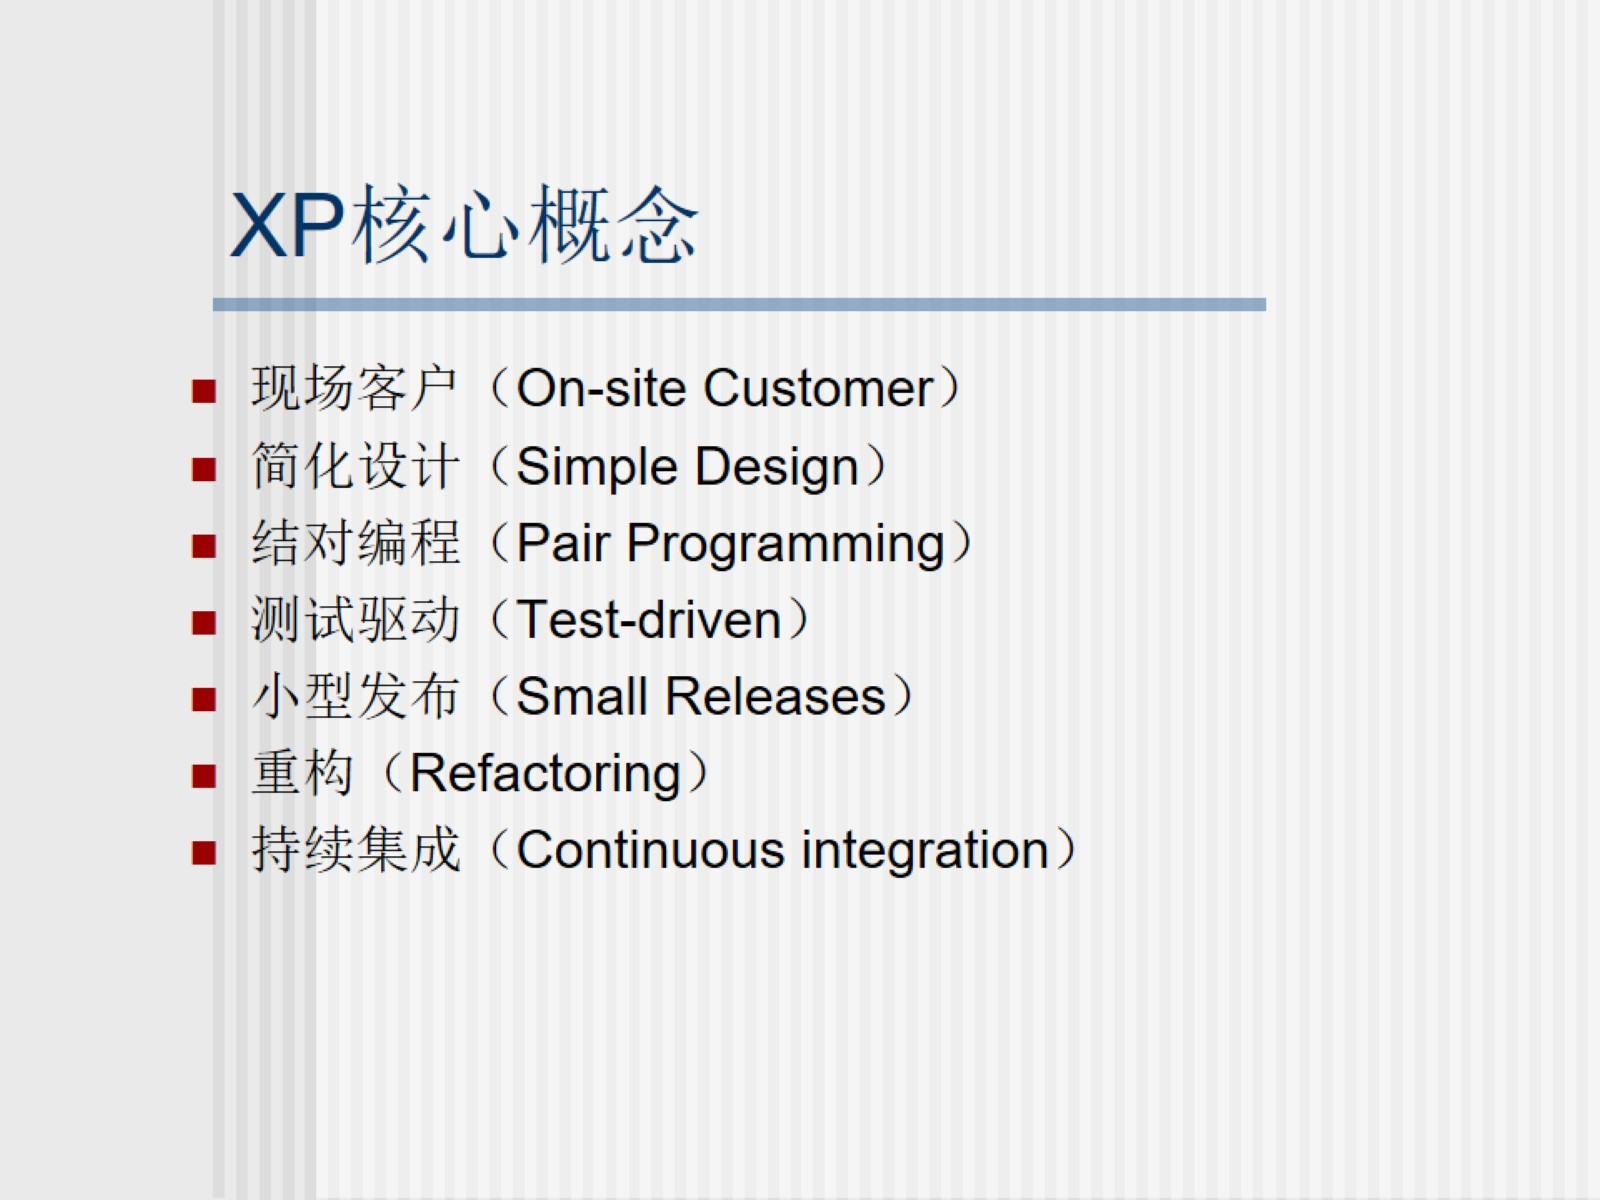 XP核心概念
现场客户（On-site Customer）
简化设计（Simple Design）
结对编程（Pair Programming）
测试驱动（Test-driven）
小型发布（Small Releases）
重构（Refactoring）
持续集成（Continuous integration）